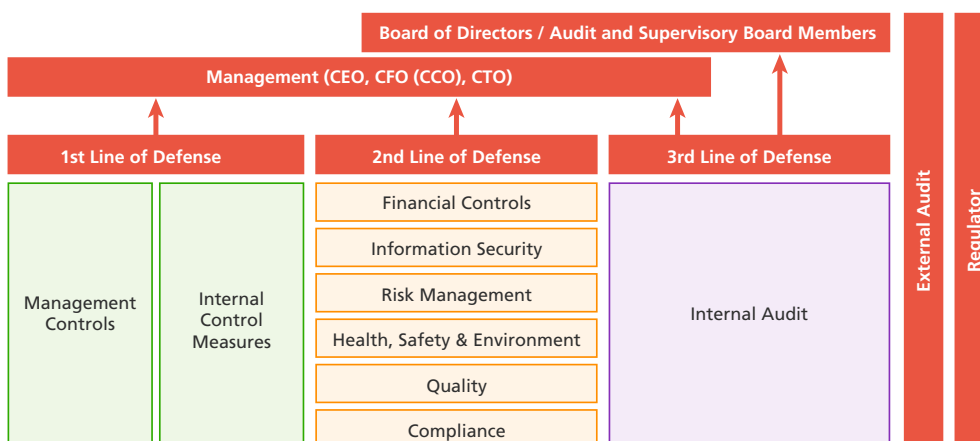 Board of Directors / Audit and Supervisory Board Members
Management (CEO, CFO (CCO), CTO)
1st Line of Defense
2nd Line of Defense
3rd Line of Defense
Management
Controls
Internal
Control
Measures
Financial Controls
Information Security
Risk Management
Health, Safety & Environment
Quality
Compliance
Internal Audit
External Audit
Regulator